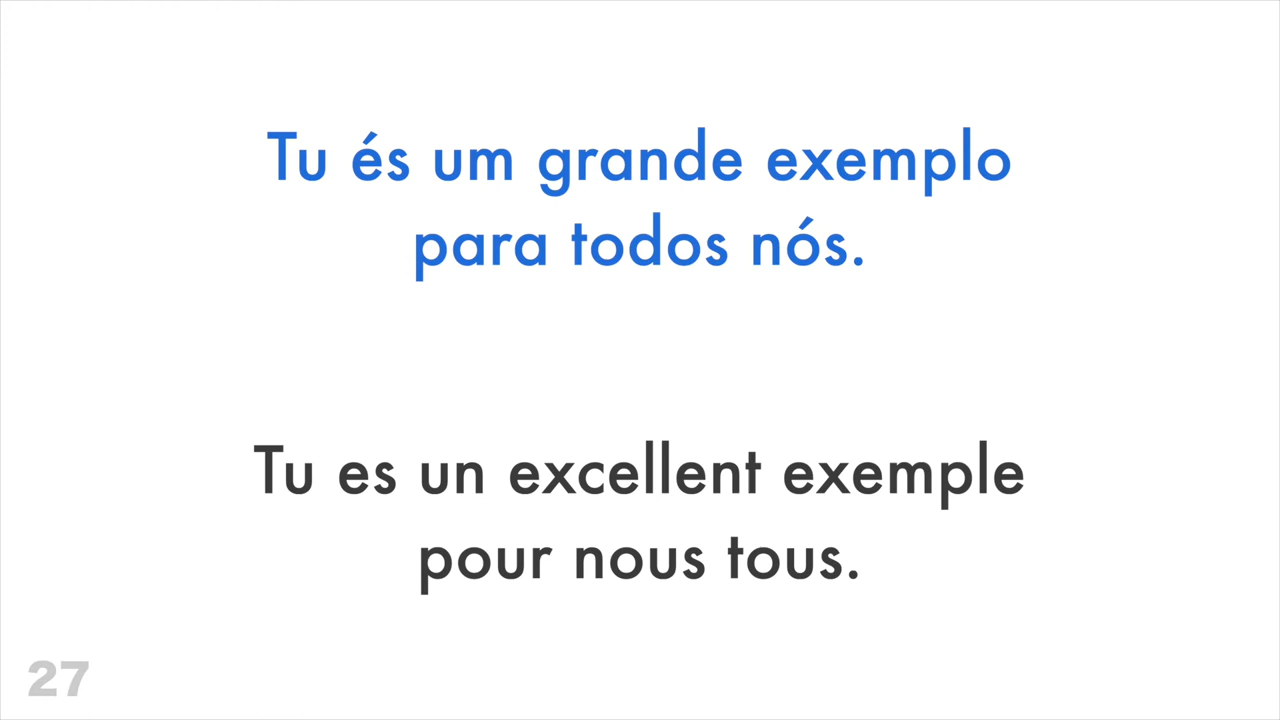 Tu és um grande exemplo
para todos nós.
Tu es un excellent exemple
pour nous tous.
27